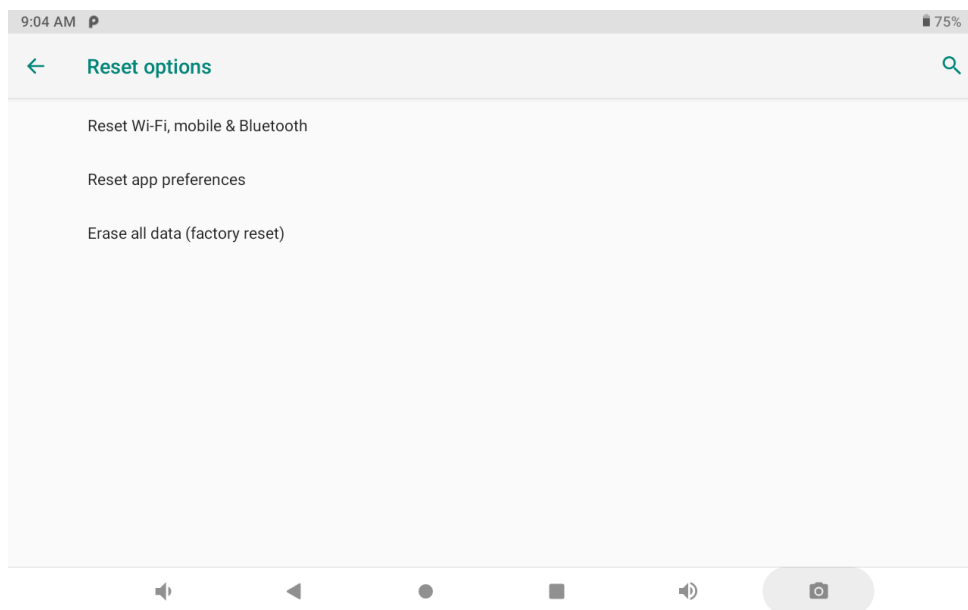 9:04 AM 75%
Reset options
Reset Wi-Fi, mobile & Bluetooth
Reset app preferences
Erase all data (factory reset)